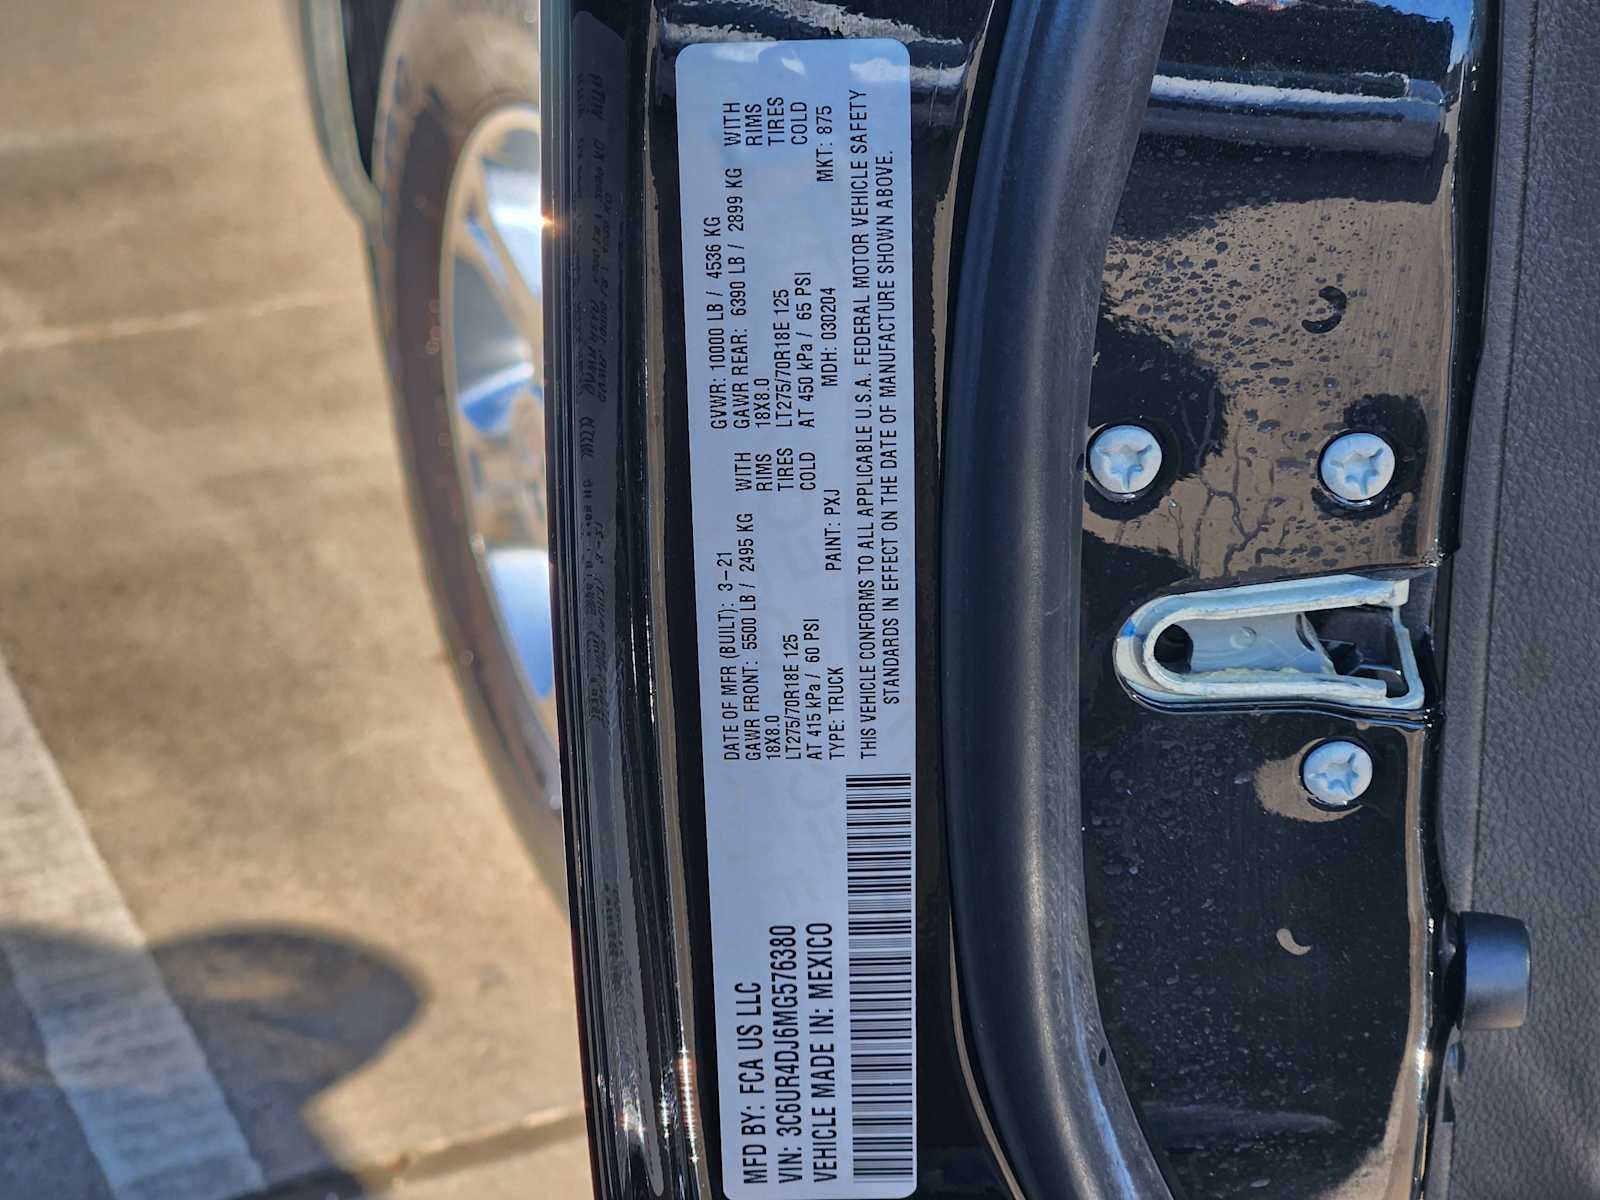 MFD BY: FCA US LLC
VIN: 3C6UR4DJ6MG576380
VEHICLE MADE IN: MEXICO
DATE OF MFR (BUILT): 3-21
GAWR FRONT: 5500 LB / 2495 KG WITH
18X8.0 RIMS
LT275/70R18E 125 TIRES
AT 415 kPa / 60 PSI COLD
GVWR: 10000 LB / 4536 KG
GAWR REAR: 6390 LB / 2899 KG WITH
18X8.0 RIMS
LT275/70R18E 125 TIRES
AT 450 kPa / 65 PSI COLD
TYPE: TRUCK PAINT: PXJ MDH: 030204 MKT: 875
THIS VEHICLE CONFORMS TO ALL APPLICABLE U.S.A. FEDERAL MOTOR VEHICLE SAFETY
STANDARDS IN EFFECT ON THE DATE OF MANUFACTURE SHOWN ABOVE.